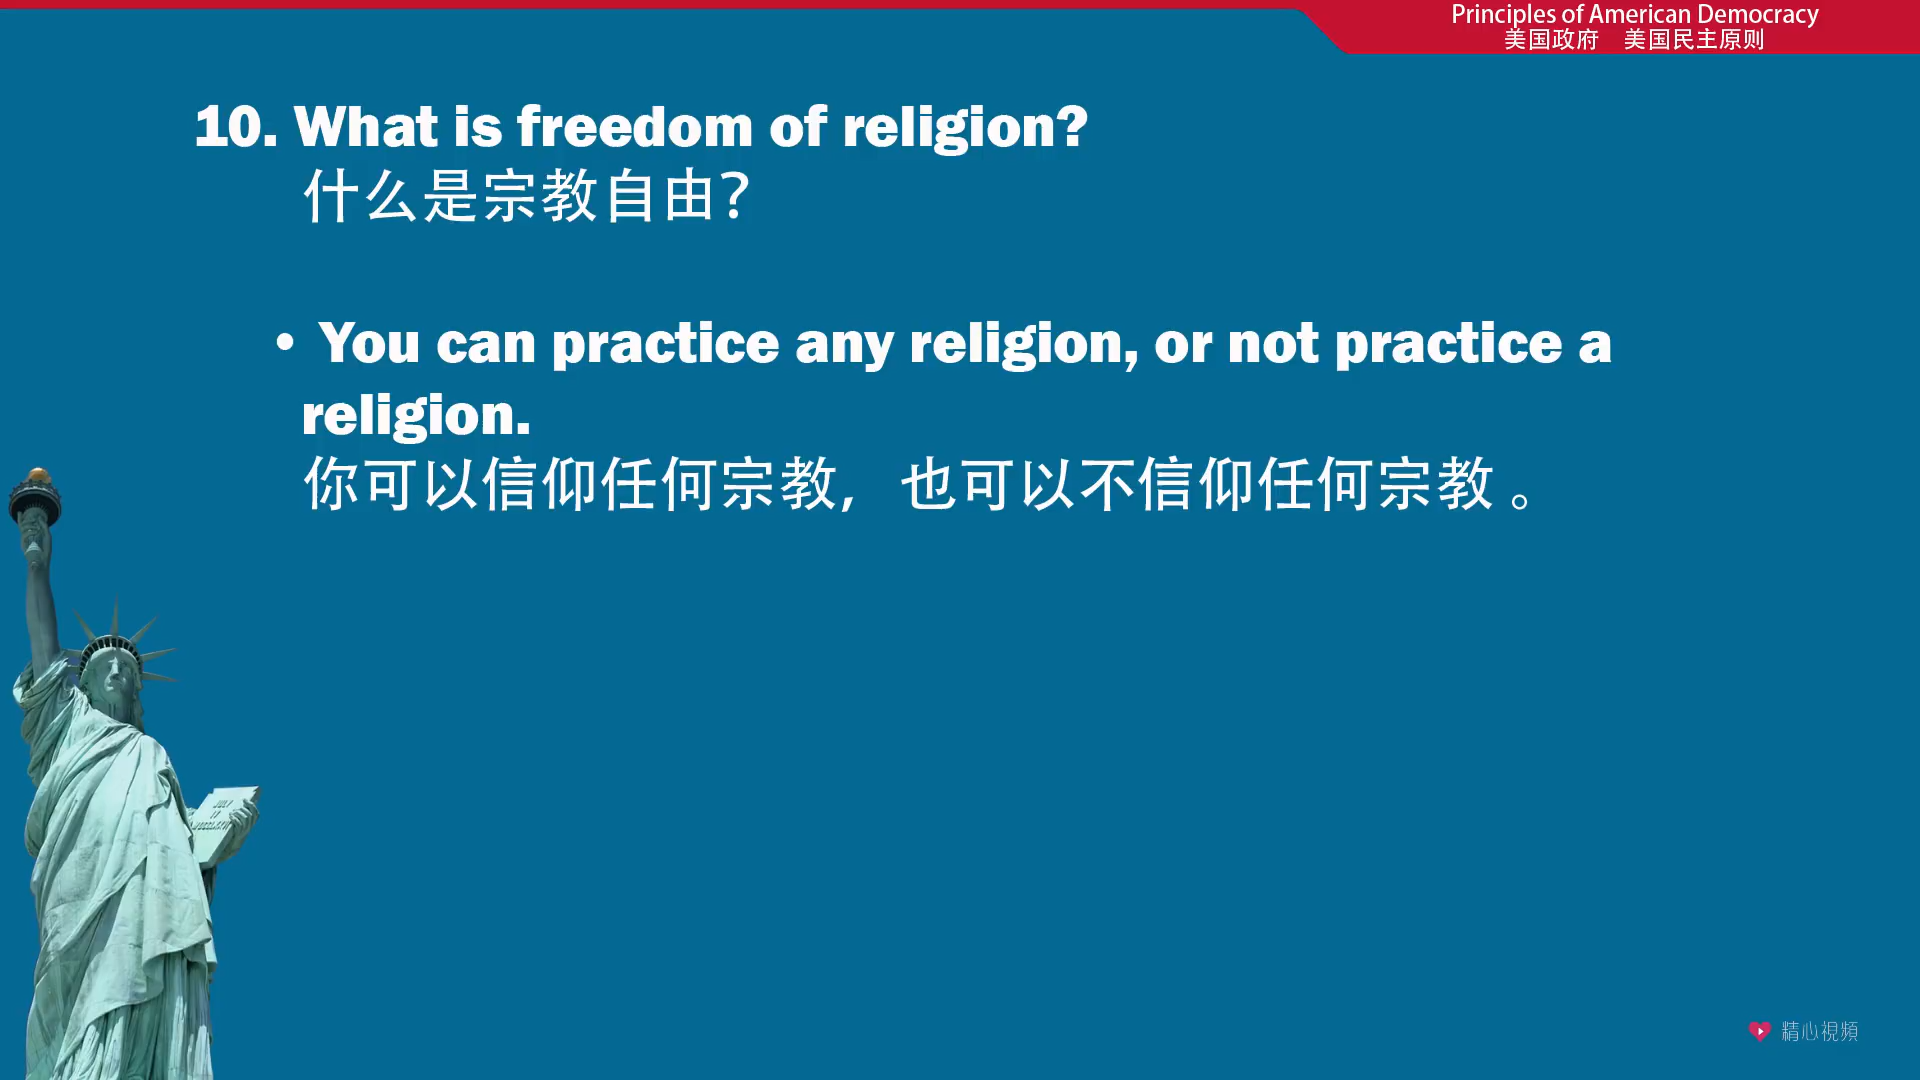 Principles of American Democracy
美国政府 美国民主原则
10. What is freedom of religion?
什么是宗教自由?
• You can practice any religion, or not practice a
religion.
你可以信仰任何宗教, 也可以不信仰任何宗教。
JULY
IV
精心視頻